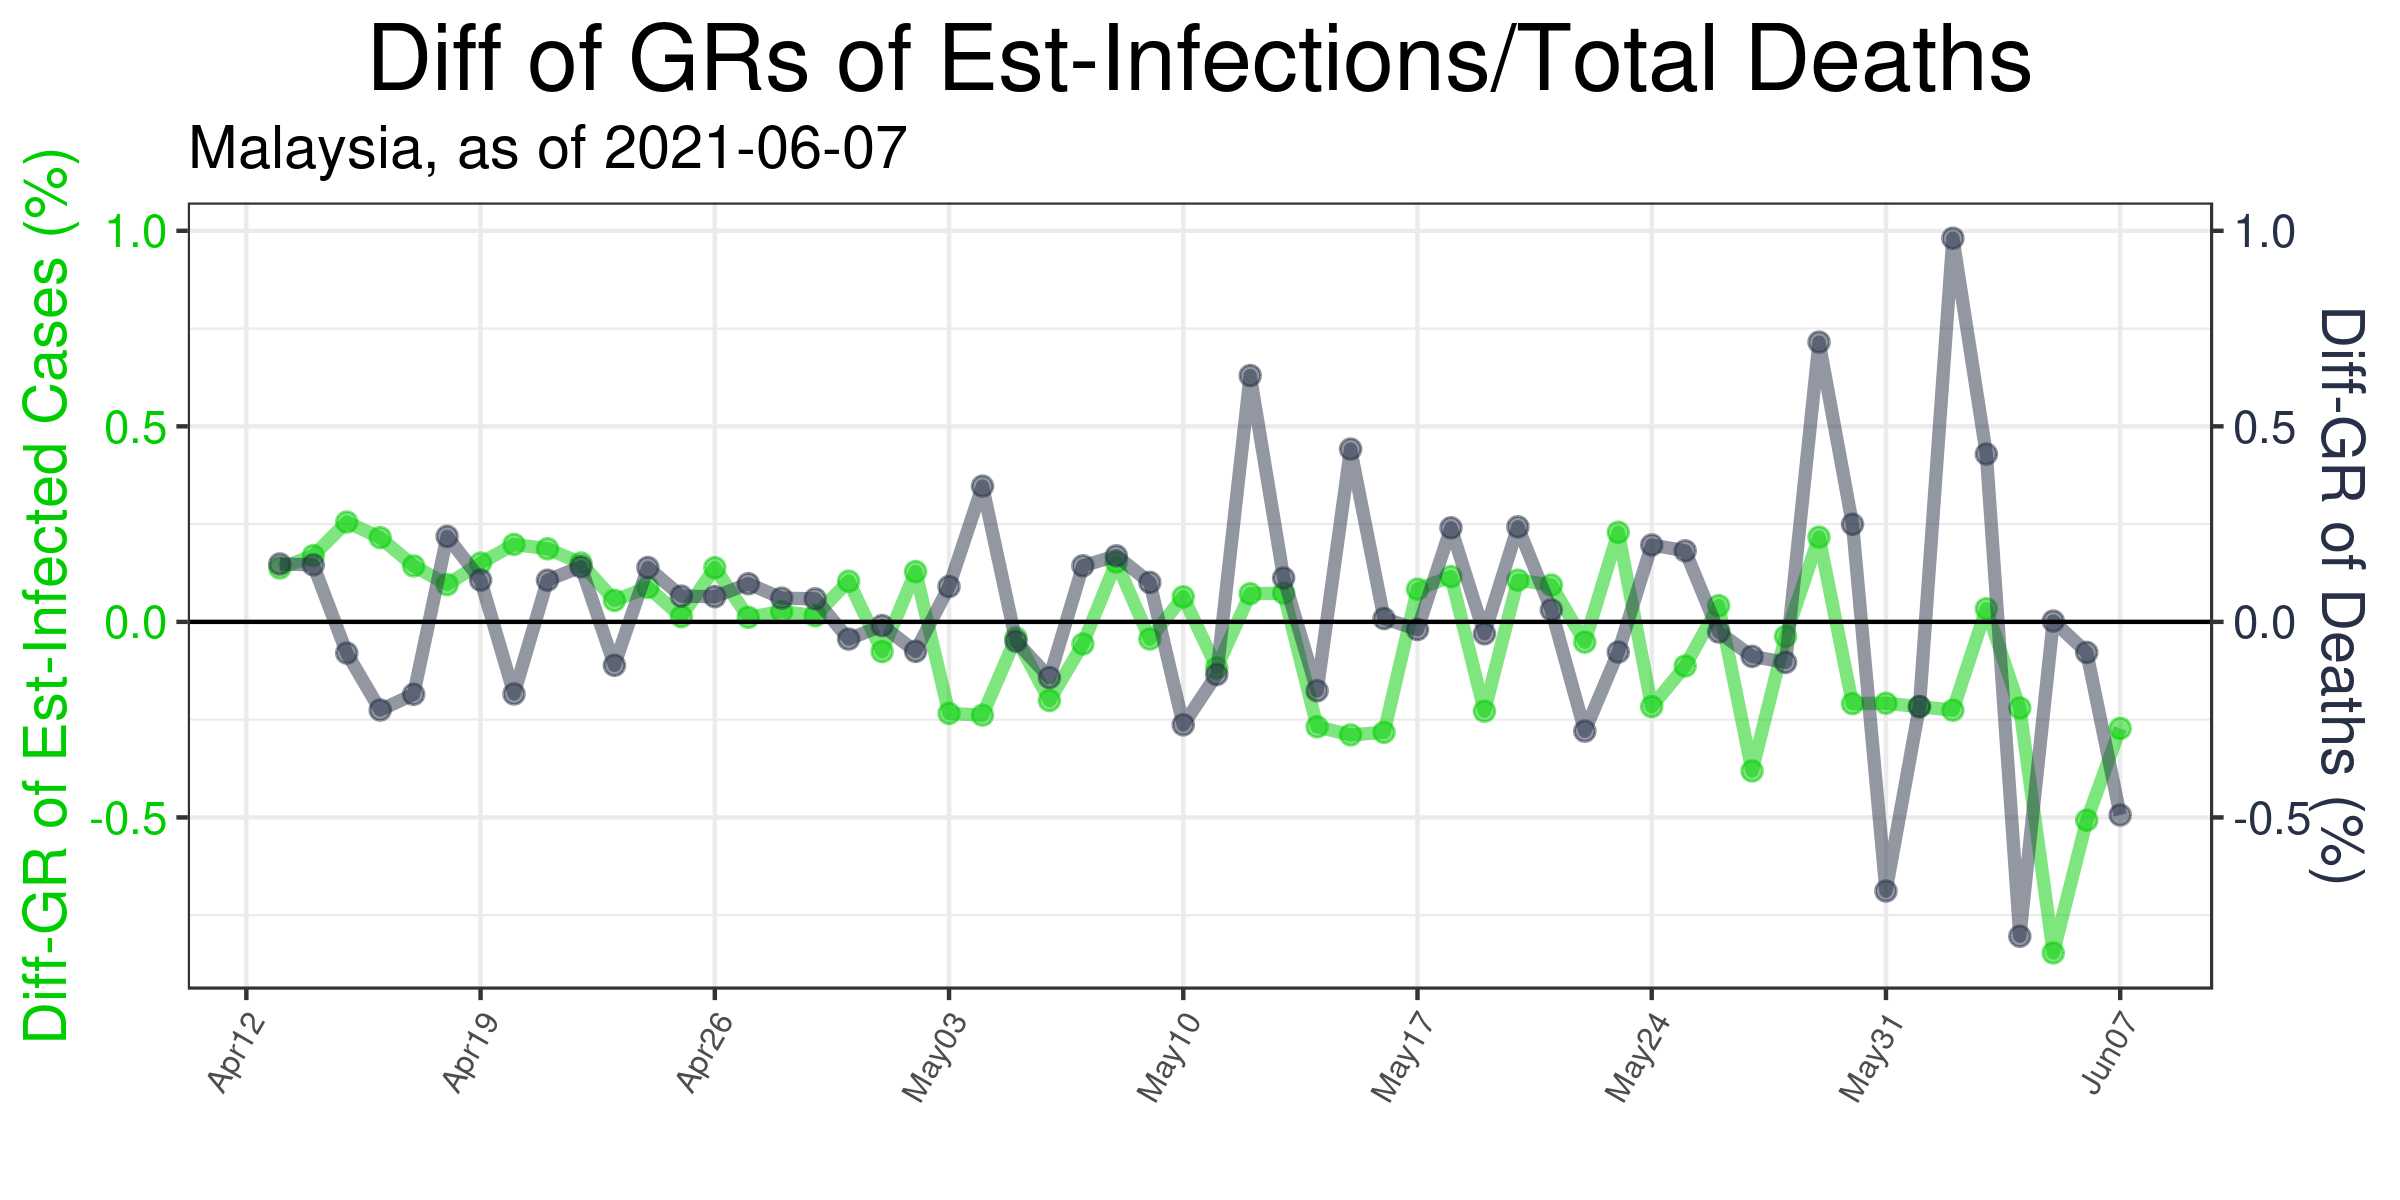 Diff of GRs of Est-Infections/Total Deaths
Malaysia, as of 2021-06-07
Diff-GR of Est-Infected Cases (%)
1.0
0.5
0.0
-0.5
1.0
0.5
0.0
-0.5
Diff-GR of Deaths (%)
Apr12
Apr19
Apr26
May03
May10
May17
May24
May31
Jun07